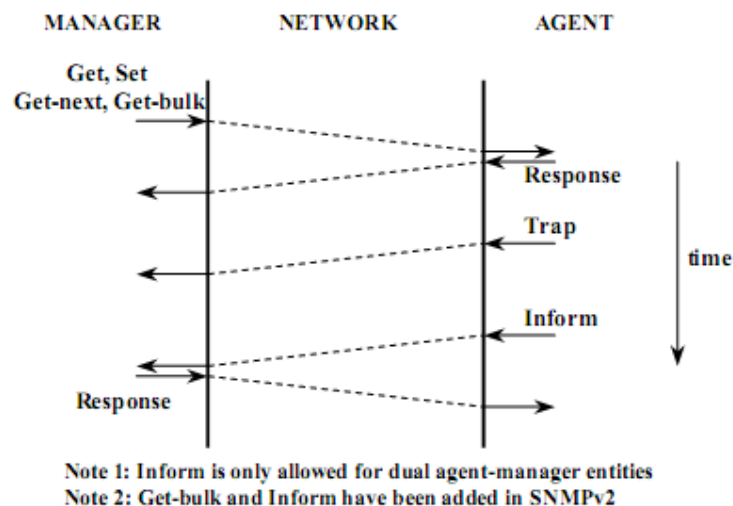 MANAGER NETWORK AGENT
Get, Set
Get-next, Get-bulk
Response
Trap
time
Inform
Response
Note 1: Inform is only allowed for dual agent-manager entities
Note 2: Get-bulk and Inform have been added in SNMPv2